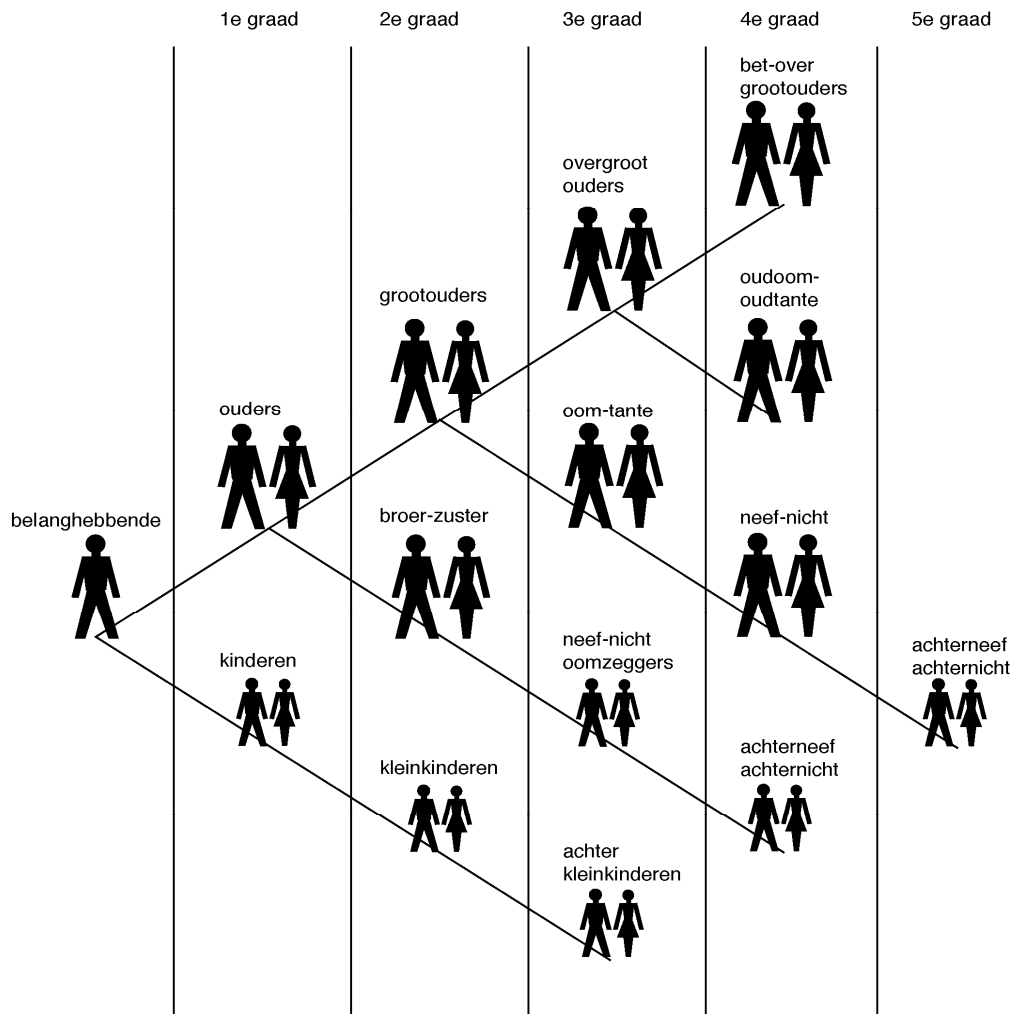 1e graad
2e graad
3e graad
4e graad
5e graad
bet-over
grootouders
overgroot
ouders
oudoom-
oudtante
grootouders
ouders
oom-tante
belanghebbende
broer-zuster
neef-nicht
kinderen
neef-nicht
oomzeggers
achterneef
achternicht
kleinkinderen
achterneef
achternicht
achter
kleinkinderen